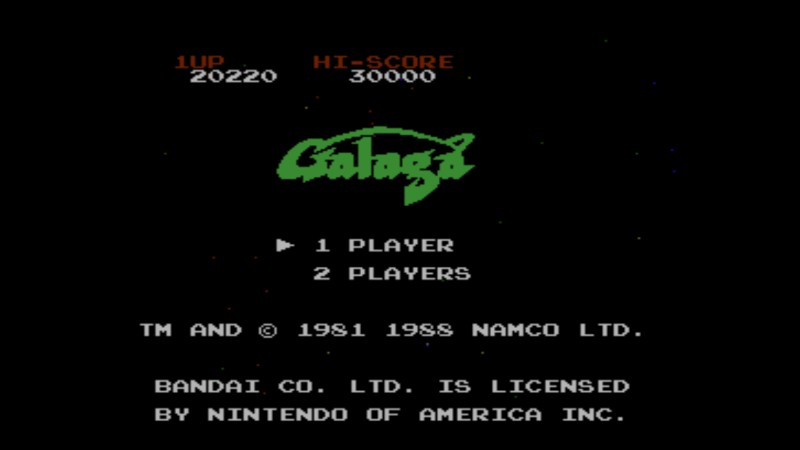 1UP HI-SCORE
20220 30000
Galaga
1 PLAYER
2 PLAYERS
TM AND © 1981 1988 NAMCO LTD.
BANDAI CO. LTD. IS LICENSED
BY NINTENDO OF AMERICA INC.